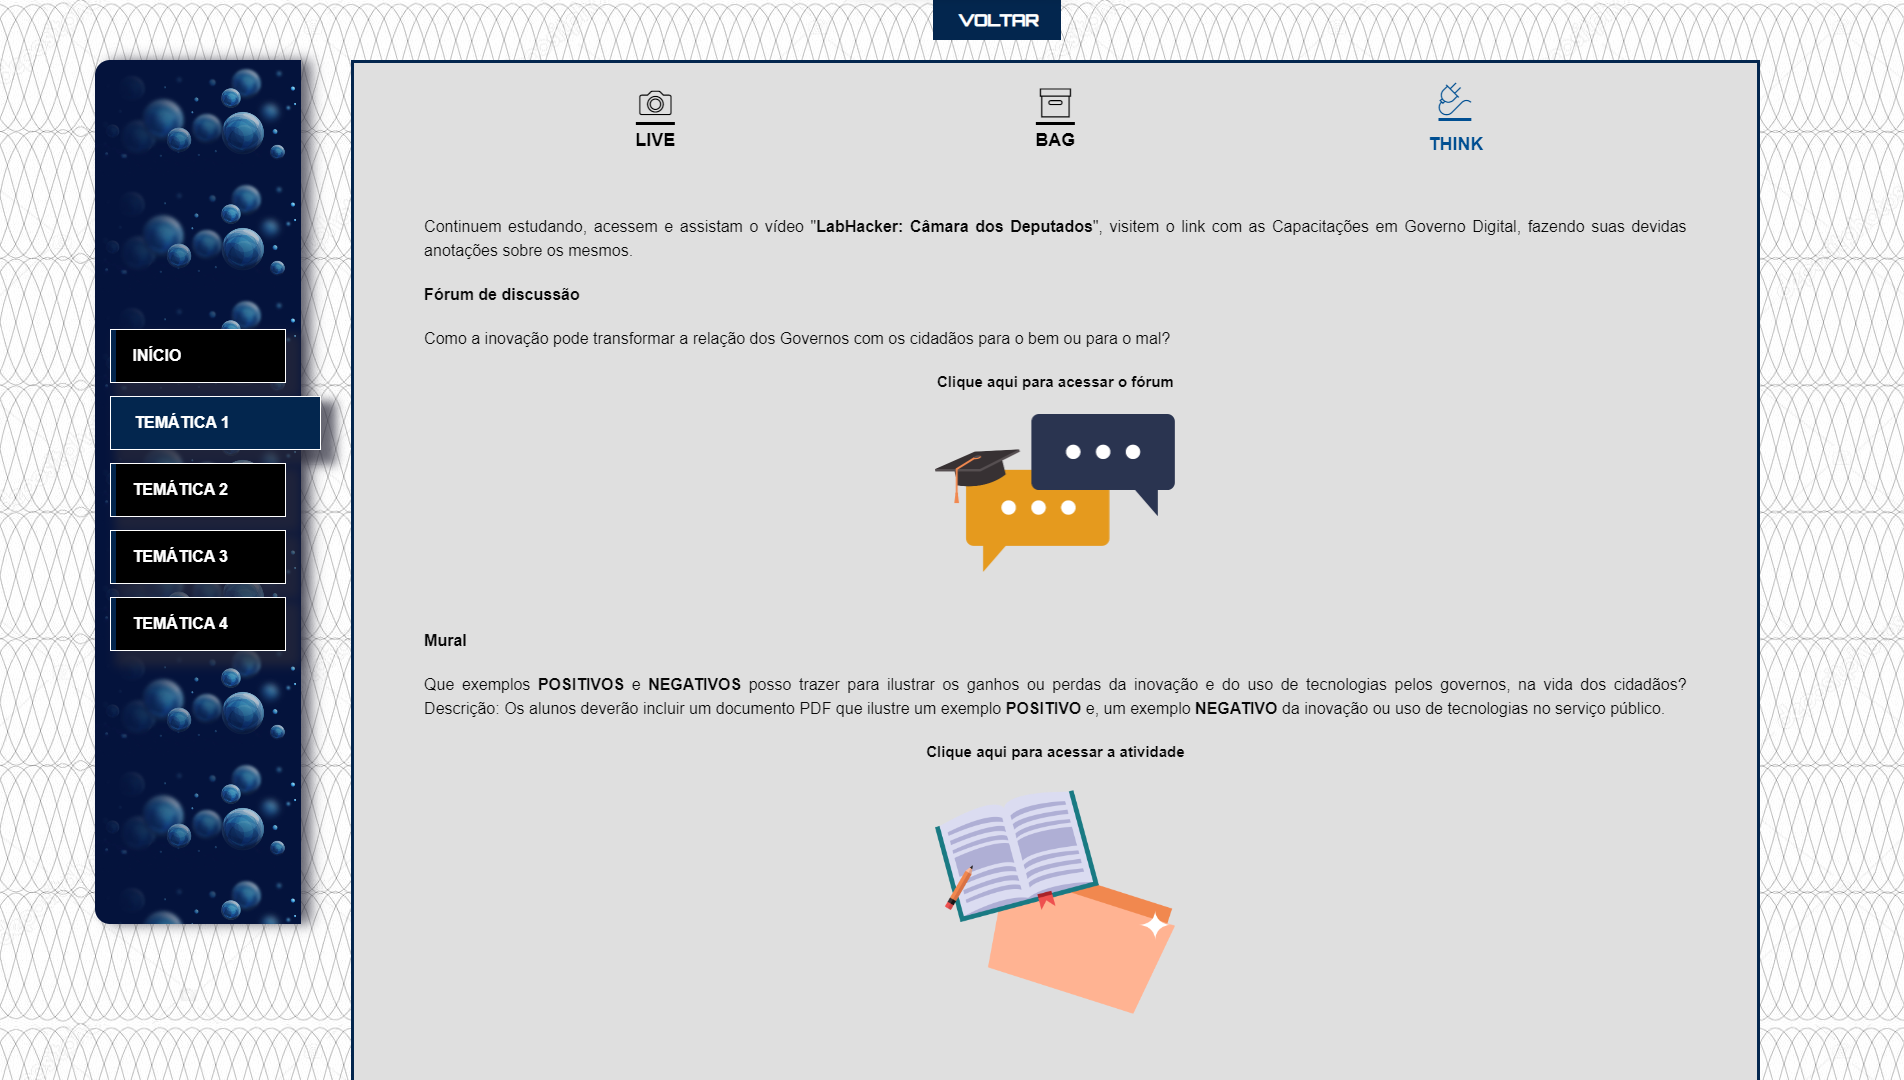 VOLTAR
LIVE
BAG
THINK
INÍCIO
TEMÁTICA 1
TEMÁTICA 2
TEMÁTICA 3
TEMÁTICA 4
Continuem estudando, acessem e assistam o vídeo "LabHacker: Câmara dos Deputados", visitem o link com as Capacitações em Governo Digital, fazendo suas devidas
anotações sobre os mesmos.
Fórum de discussão
Como a inovação pode transformar a relação dos Governos com os cidadãos para o bem ou para o mal?
Clique aqui para acessar o fórum
Mural
Que exemplos POSITIVOS e NEGATIVOS posso trazer para ilustrar os ganhos ou perdas da inovação e do uso de tecnologias pelos governos, na vida dos cidadãos?
Descrição: Os alunos deverão incluir um documento PDF que ilustre um exemplo POSITIVO e, um exemplo NEGATIVO da inovação ou uso de tecnologias no serviço público.
Clique aqui para acessar a atividade